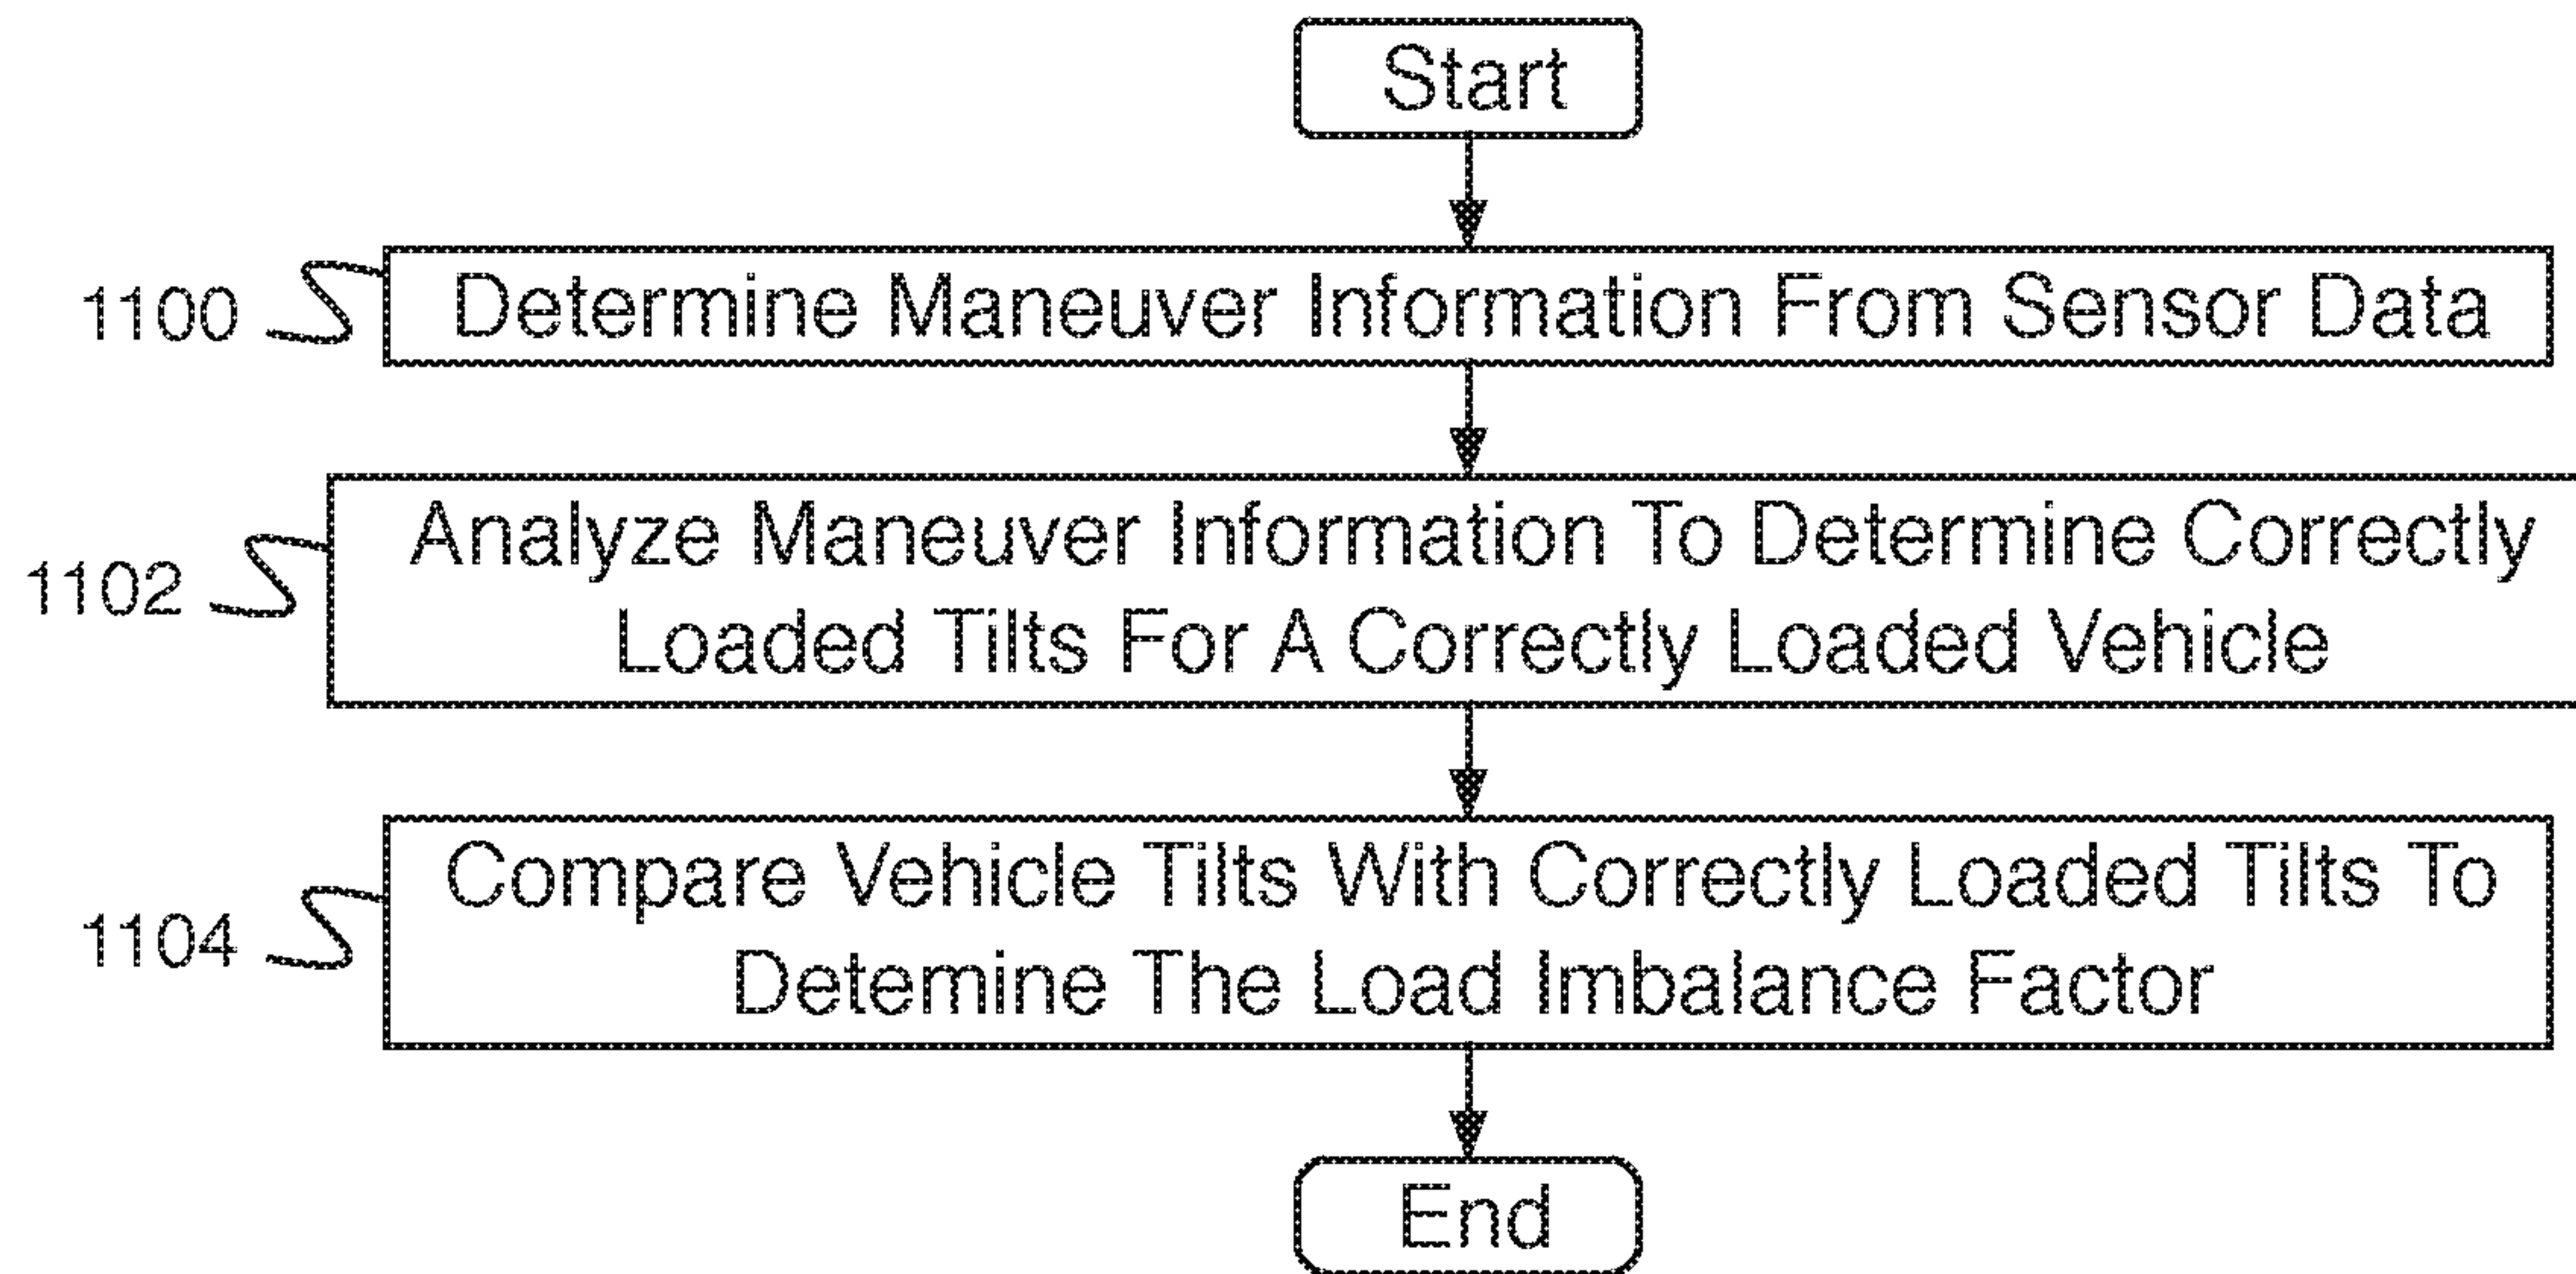 Start
1100
Determine Maneuver Information From Sensor Data
1102
Analyze Maneuver Information To Determine Correctly
Loaded Tilts For A Correctly Loaded Vehicle
1104
Compare Vehicle Tilts With Correctly Loaded Tilts To
Detemine The Load Imbalance Factor
End